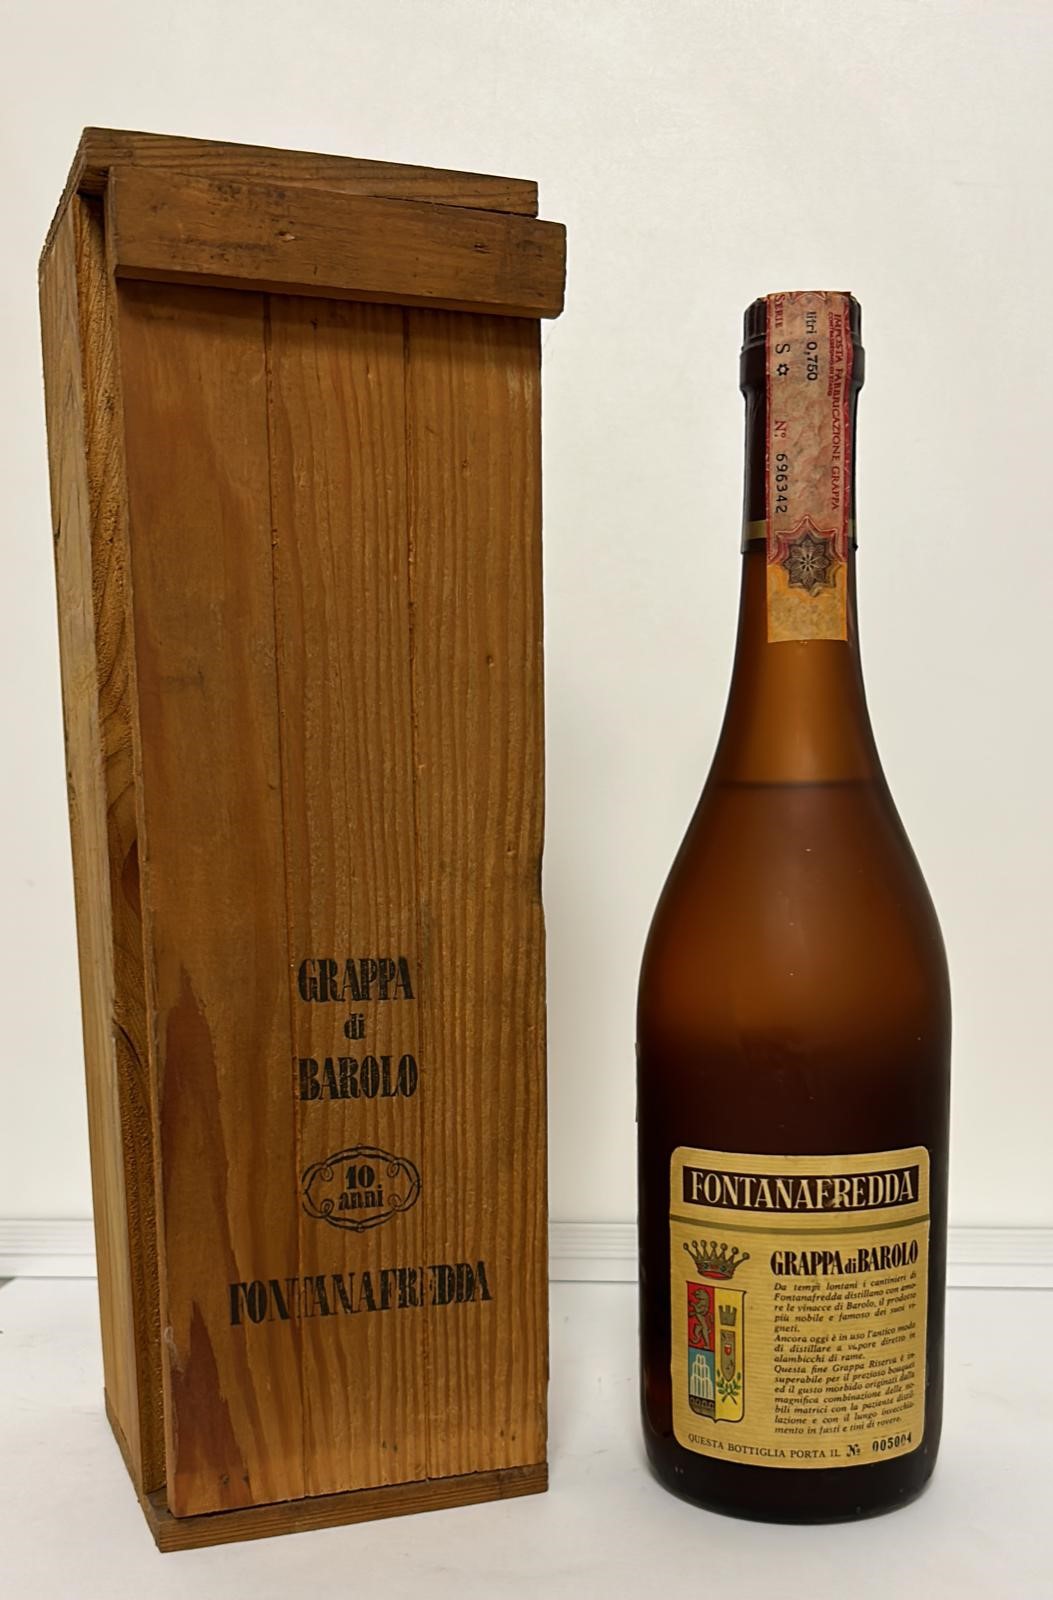 GRAPPA
di
BAROLO
10
anni
FONTANAFREDDA
IMPOSTA FABBRICAZIONE GRAPPA
litri 0,750
SERIE S ✡ N° 696342
FONTANAFREDDA
GRAPPA di BAROLO
Da tempi lontani i cantinieri di
Fontanafredda distillano con amo-
re le vinacce di Barolo, il prodotto
più nobile e famoso dei suoi vi-
gneti.
Ancora oggi è in uso l'antico modo
di distillare a vapore diretto in
alambicchi di rame.
Questa fine Grappa Riserva è in-
superabile per il prezioso bouquet
ed il gusto morbido originati dalla
magnifica combinazione delle no-
bili matrici con la paziente distil-
lazione e con il lungo invecchia-
mento in fusti e tini di rovere.
QUESTA BOTTIGLIA PORTA IL № 005004